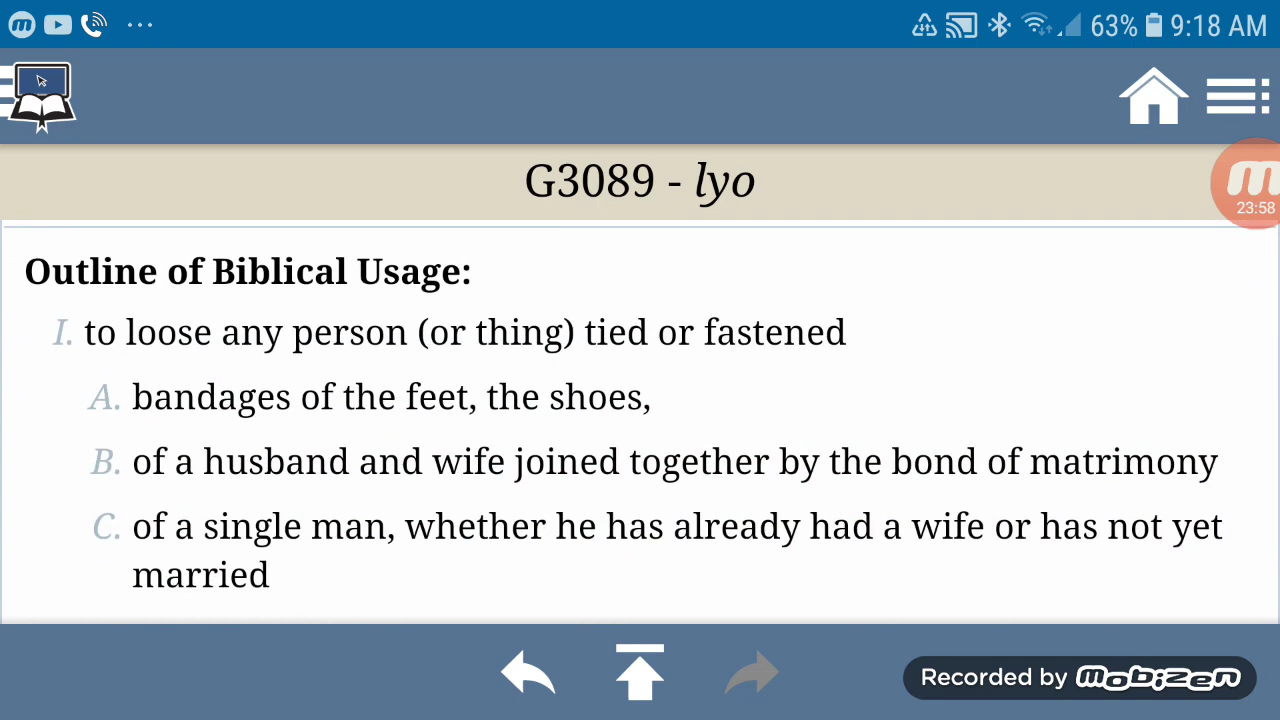 63% 9:18 AM
G3089 - lyo
m
23:58
Outline of Biblical Usage:
I. to loose any person (or thing) tied or fastened
A. bandages of the feet, the shoes,
B. of a husband and wife joined together by the bond of matrimony
C. of a single man, whether he has already had a wife or has not yet
married
Recorded by mobizen